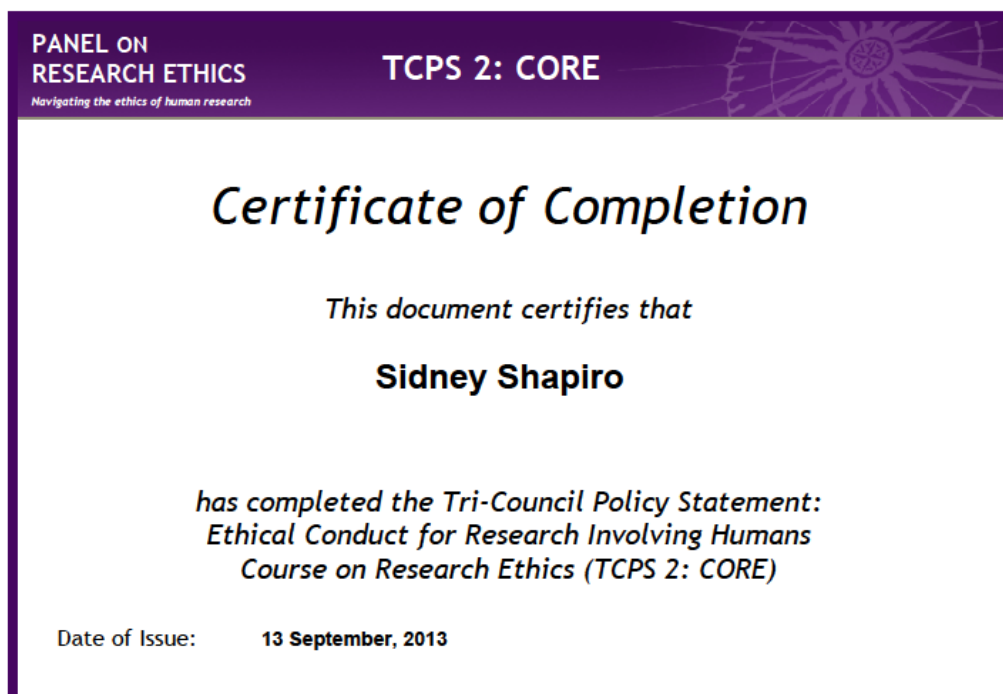 PANEL ON
RESEARCH ETHICS
Navigating the ethics of human research
TCPS 2: CORE
Certificate of Completion
This document certifies that
Sidney Shapiro
has completed the Tri-Council Policy Statement:
Ethical Conduct for Research Involving Humans
Course on Research Ethics (TCPS 2: CORE)
Date of Issue: 13 September, 2013